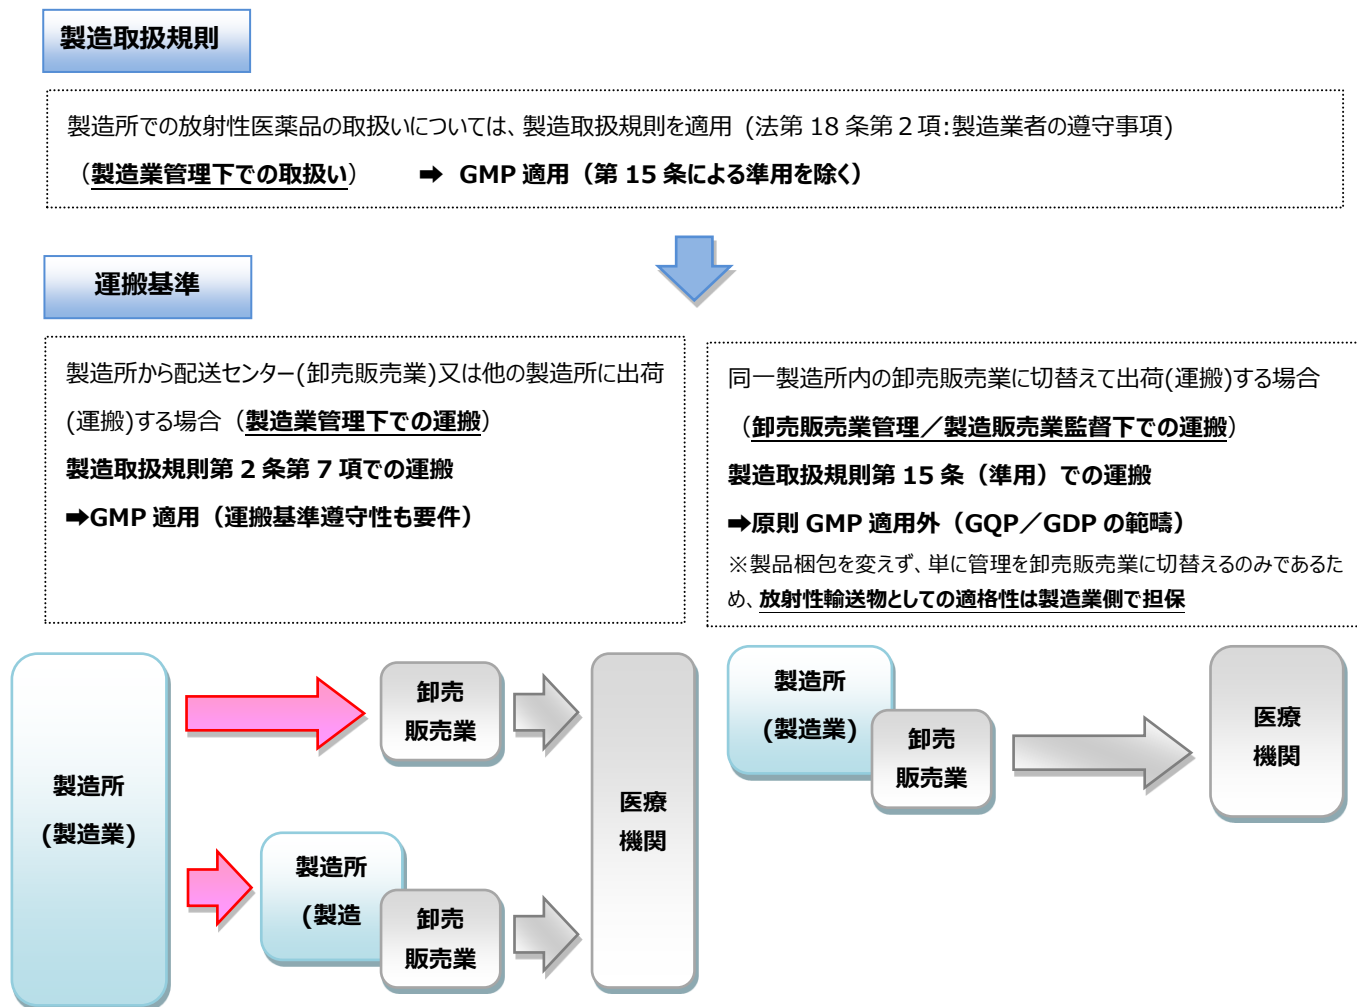 製造取扱規則
製造所での放射性医薬品の取扱いについては、製造取扱規則を適用 (法第 18 条第 2 項:製造業者の遵守事項)
（製造業管理下での取扱い） ➡ GMP 適用（第 15 条による準用を除く）
運搬基準
製造所から配送センター(卸売販売業)又は他の製造所に出荷
(運搬)する場合（製造業管理下での運搬）
製造取扱規則第 2 条第 7 項での運搬
➡GMP 適用（運搬基準遵守性も要件）
同一製造所内の卸売販売業に切替えて出荷(運搬)する場合
（卸売販売業管理／製造販売業監督下での運搬）
製造取扱規則第 15 条（準用）での運搬
➡原則 GMP 適用外（GQP／GDP の範疇）
※製品梱包を変えず、単に管理を卸売販売業に切替えるのみであるた
め、放射性輸送物としての適格性は製造業側で担保
製造所
(製造業)
卸売
販売業
製造所
(製造
卸売
販売業
医療
機関
製造所
(製造業)
卸売
販売業
医療
機関